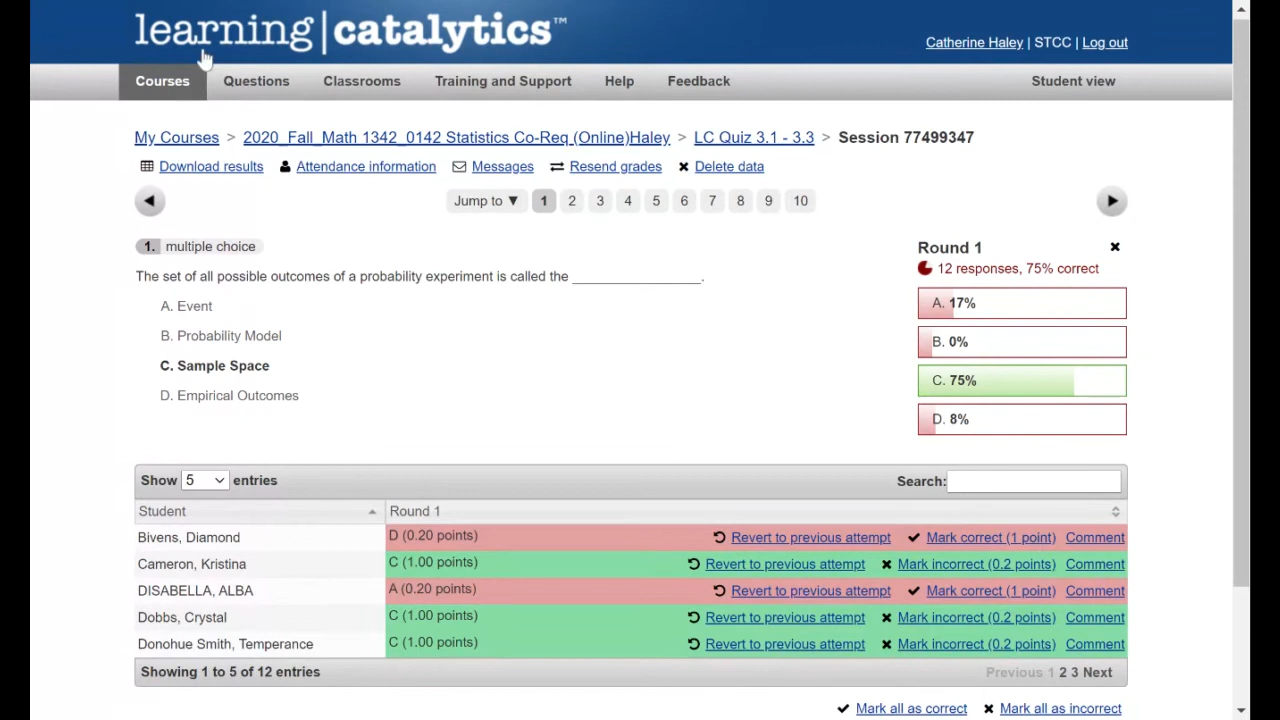 learning|catalytics™
Catherine Haley | STCC | Log out
Courses Questions Classrooms Training and Support Help Feedback Student view
My Courses > 2020_Fall_Math 1342_0142 Statistics Co-Req (Online)Haley > LC Quiz 3.1 - 3.3 > Session 77499347
Download results Attendance information Messages Resend grades Delete data
Jump to ▼ 1 2 3 4 5 6 7 8 9 10
1. multiple choice
The set of all possible outcomes of a probability experiment is called the _________________.
A. Event
B. Probability Model
C. Sample Space
D. Empirical Outcomes
Round 1
12 responses, 75% correct
A. 17%
B. 0%
C. 75%
D. 8%
Show 5 entries Search:
Student Round 1
Bivens, Diamond D (0.20 points) Revert to previous attempt Mark correct (1 point) Comment
Cameron, Kristina C (1.00 points) Revert to previous attempt Mark incorrect (0.2 points) Comment
DISABELLA, ALBA A (0.20 points) Revert to previous attempt Mark correct (1 point) Comment
Dobbs, Crystal C (1.00 points) Revert to previous attempt Mark incorrect (0.2 points) Comment
Donohue Smith, Temperance C (1.00 points) Revert to previous attempt Mark incorrect (0.2 points) Comment
Showing 1 to 5 of 12 entries Previous 1 2 3 Next
Mark all as correct Mark all as incorrect